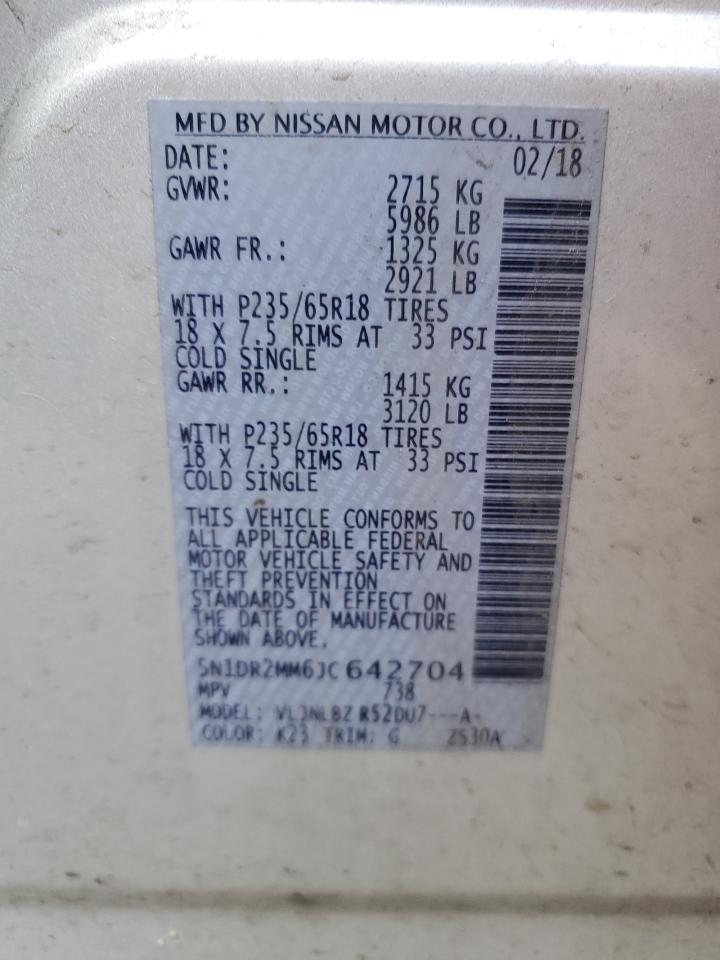 MFD BY NISSAN MOTOR CO., LTD.
DATE: 02/18
GVWR: 2715 KG
5986 LB
GAWR FR.: 1325 KG
2921 LB
WITH P235/65R18 TIRES
18 X 7.5 RIMS AT 33 PSI
COLD SINGLE
GAWR RR.: 1415 KG
3120 LB
WITH P235/65R18 TIRES
18 X 7.5 RIMS AT 33 PSI
COLD SINGLE
THIS VEHICLE CONFORMS TO
ALL APPLICABLE FEDERAL
MOTOR VEHICLE SAFETY AND
THEFT PREVENTION
STANDARDS IN EFFECT ON
THE DATE OF MANUFACTURE
SHOWN ABOVE.
5N1DR2MM6JC642704
MPV 738
MODEL: R52DU7---A-
COLOR: K23 TRIM: G ZS30A